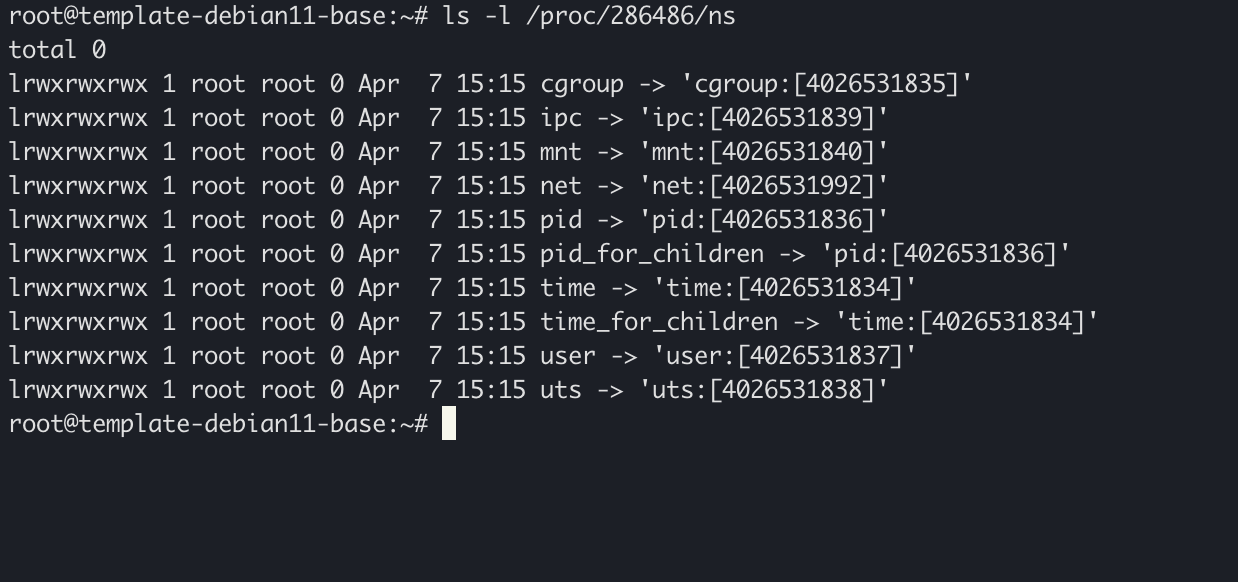 root@template-debian11-base:~# ls -l /proc/286486/ns
total 0
lrwxrwxrwx 1 root root 0 Apr  7 15:15 cgroup -> 'cgroup:[4026531835]'
lrwxrwxrwx 1 root root 0 Apr  7 15:15 ipc -> 'ipc:[4026531839]'
lrwxrwxrwx 1 root root 0 Apr  7 15:15 mnt -> 'mnt:[4026531840]'
lrwxrwxrwx 1 root root 0 Apr  7 15:15 net -> 'net:[4026531992]'
lrwxrwxrwx 1 root root 0 Apr  7 15:15 pid -> 'pid:[4026531836]'
lrwxrwxrwx 1 root root 0 Apr  7 15:15 pid_for_children -> 'pid:[4026531836]'
lrwxrwxrwx 1 root root 0 Apr  7 15:15 time -> 'time:[4026531834]'
lrwxrwxrwx 1 root root 0 Apr  7 15:15 time_for_children -> 'time:[4026531834]'
lrwxrwxrwx 1 root root 0 Apr  7 15:15 user -> 'user:[4026531837]'
lrwxrwxrwx 1 root root 0 Apr  7 15:15 uts -> 'uts:[4026531838]'
root@template-debian11-base:~#